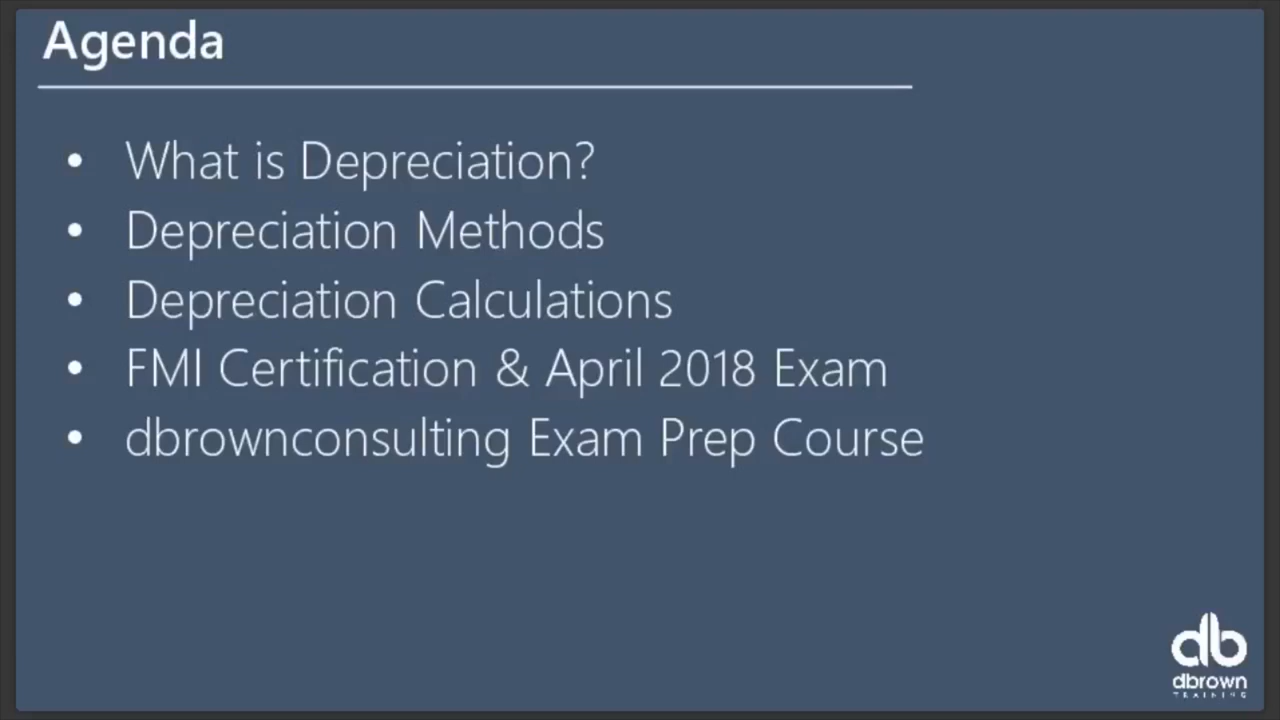 Agenda
• What is Depreciation?
• Depreciation Methods
• Depreciation Calculations
• FMI Certification & April 2018 Exam
• dbrownconsulting Exam Prep Course
db
dbrown
TRAINING